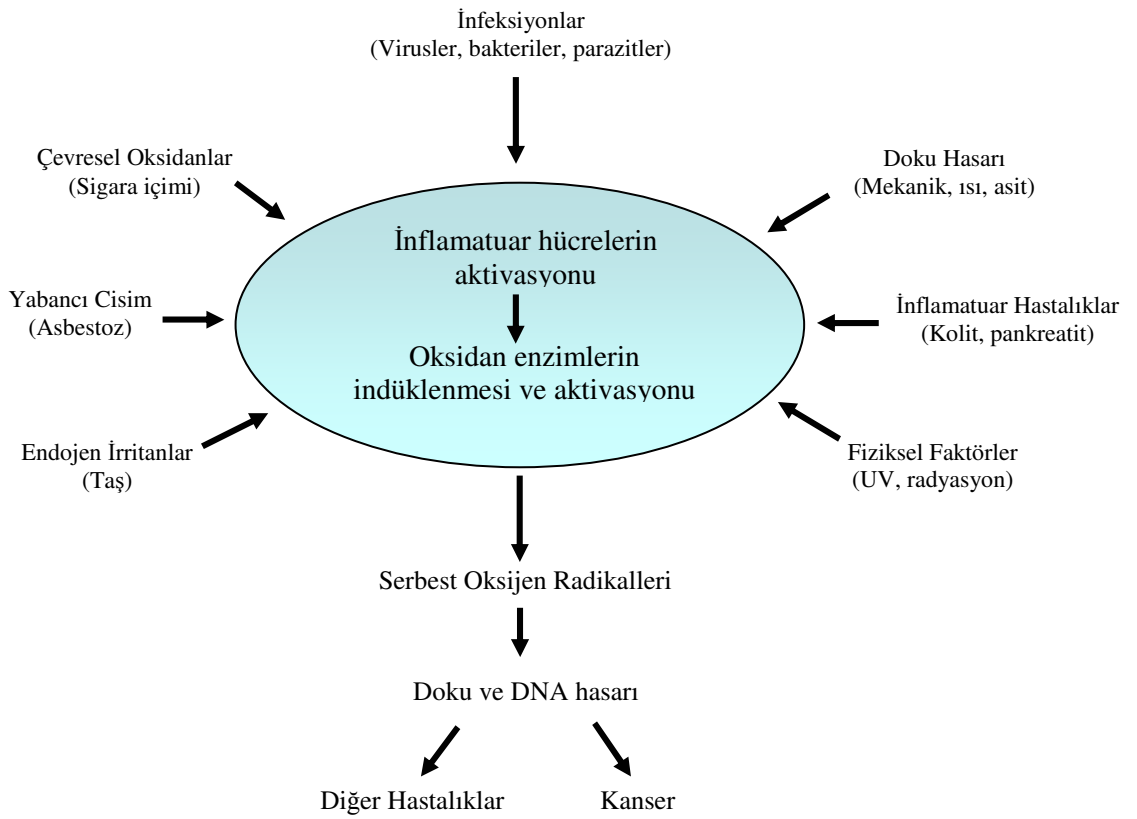 İnfeksiyonlar
(Virusler, bakteriler, parazitler)
Çevresel Oksidanlar
(Sigara içimi)
Doku Hasarı
(Mekanik, ısı, asit)
İnflamatuar hücrelerin
aktivasyonu
Yabancı Cisim
(Asbestoz)
İnflamatuar Hastalıklar
(Kolit, pankreatit)
Oksidan enzimlerin
indüklenmesi ve aktivasyonu
Endojen İrritanlar
(Taş)
Fiziksel Faktörler
(UV, radyasyon)
Serbest Oksijen Radikalleri
Doku ve DNA hasarı
Diğer Hastalıklar
Kanser